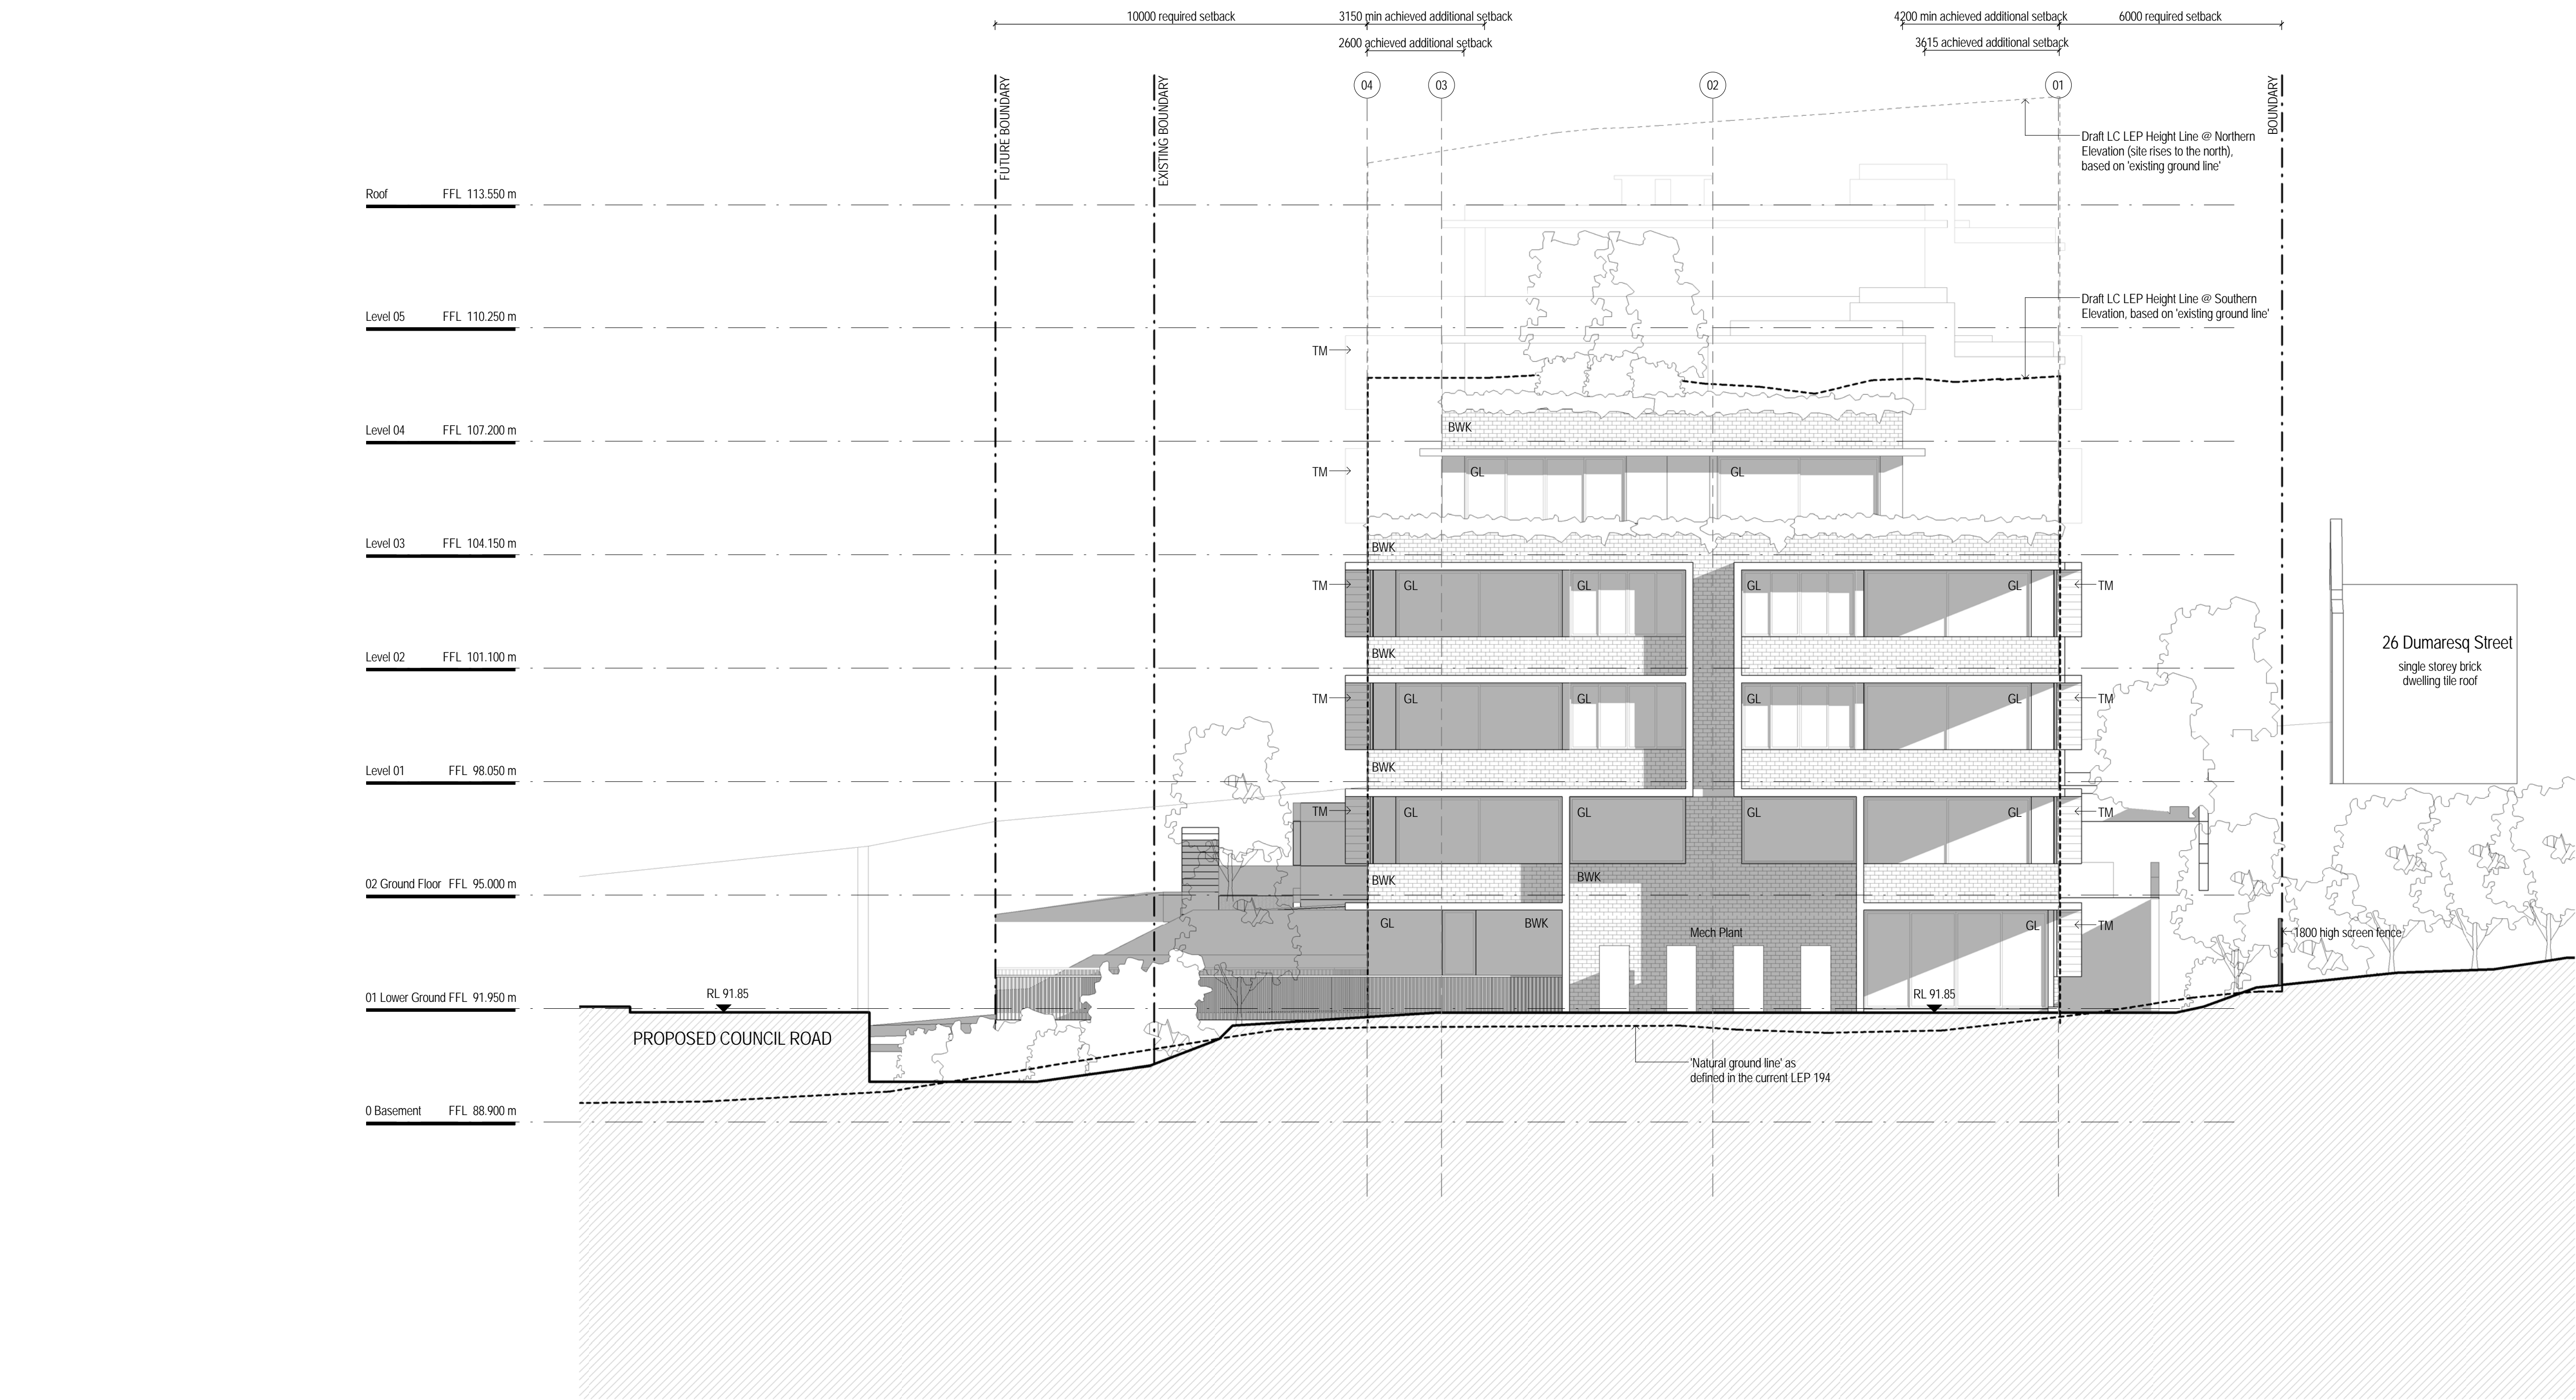 10000 required setback
3150 min achieved additional setback
4200 min achieved additional setback
6000 required setback
2600 achieved additional setback
3615 achieved additional setback
FUTURE BOUNDARY
EXISTING BOUNDARY
04
03
02
01
BOUNDARY
Draft LC LEP Height Line @ Northern
Elevation (site rises to the north),
based on 'existing ground line'
Roof FFL 113.550 m
Draft LC LEP Height Line @ Southern
Elevation, based on 'existing ground line'
Level 05 FFL 110.250 m
TM
Level 04 FFL 107.200 m
BWK
TM
GL
GL
Level 03 FFL 104.150 m
BWK
TM
GL
GL
GL
GL
TM
26 Dumaresq Street
single storey brick
dwelling tile roof
Level 02 FFL 101.100 m
BWK
TM
GL
GL
GL
GL
TM
Level 01 FFL 98.050 m
BWK
TM
GL
GL
GL
GL
TM
02 Ground Floor FFL 95.000 m
BWK
BWK
GL
BWK
Mech Plant
GL
TM
1800 high screen fence
01 Lower Ground FFL 91.950 m
RL 91.85
RL 91.85
PROPOSED COUNCIL ROAD
'Natural ground line' as
defined in the current LEP 194
0 Basement FFL 88.900 m